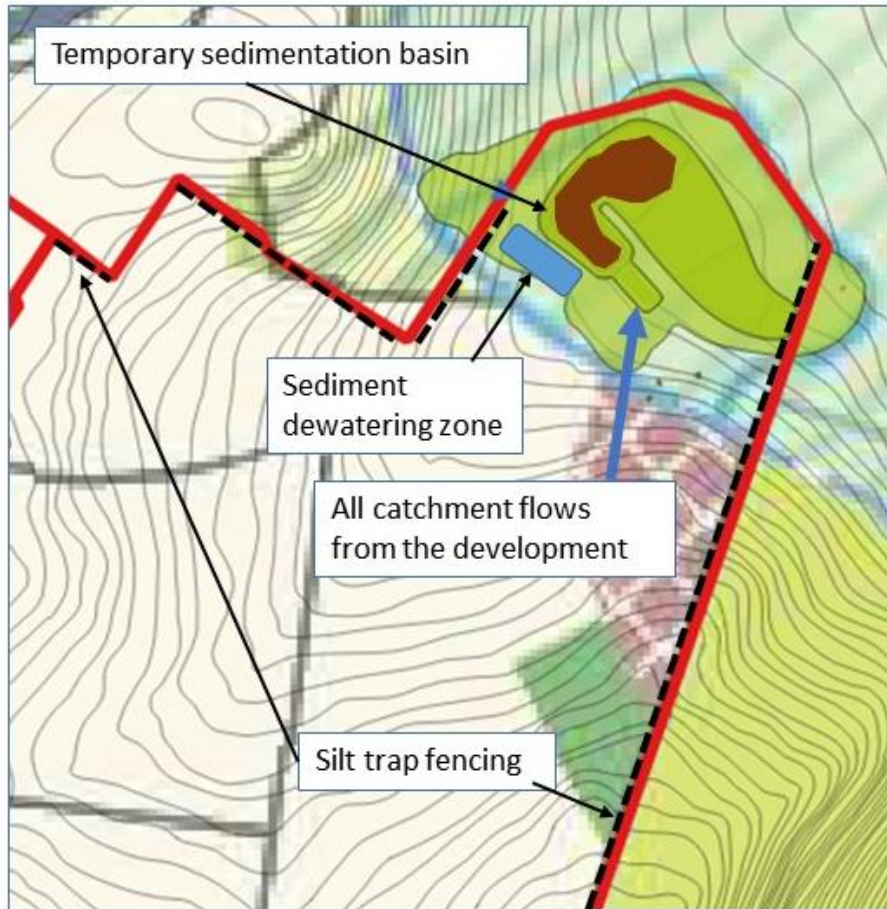 Temporary sedimentation basin
Sediment
dewatering zone
All catchment flows
from the development
Silt trap fencing